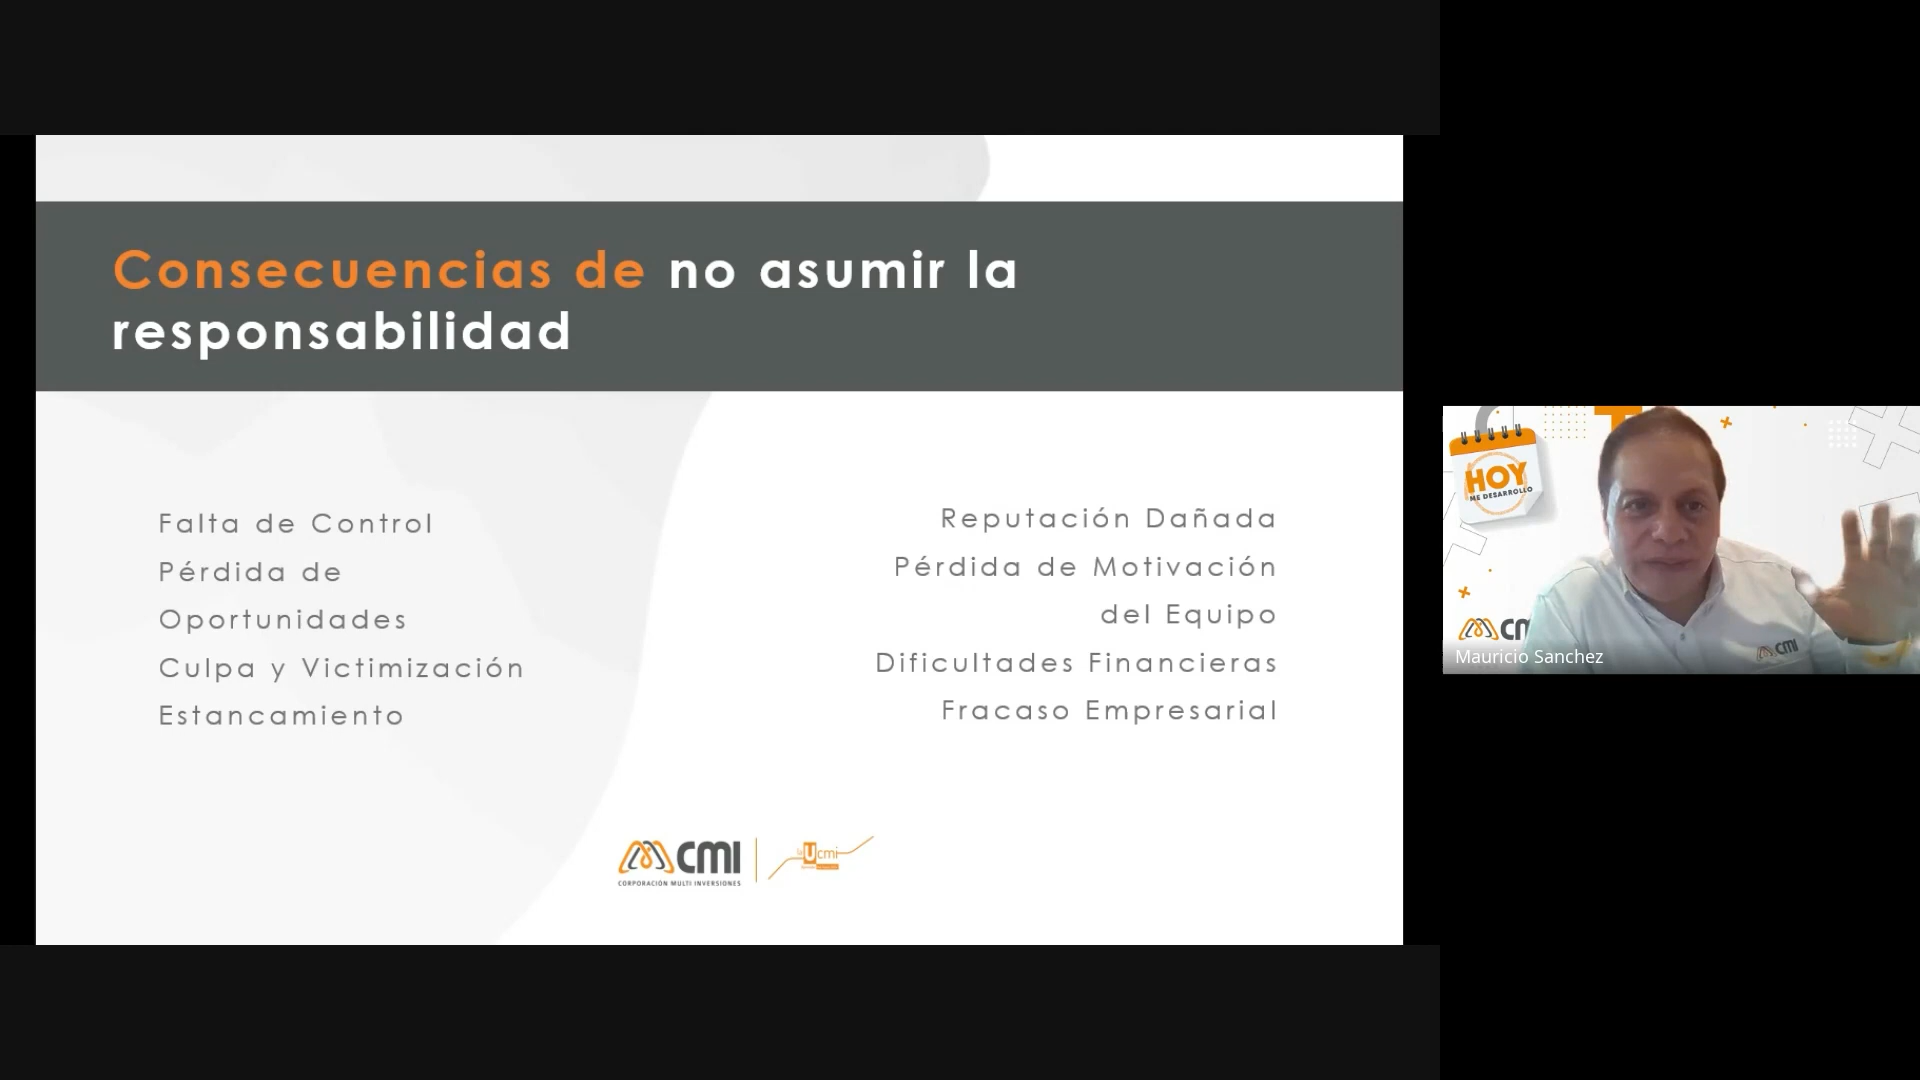 Consecuencias de no asumir la
responsabilidad
Falta de Control
Pérdida de
Oportunidades
Culpa y Victimización
Estancamiento
Reputación Dañada
Pérdida de Motivación
del Equipo
Dificultades Financieras
Fracaso Empresarial
cmi
CORPORACIÓN MULTI INVERSIONES
Ucmi
HOY
ME DESARROLLO
cm
cmi
Mauricio Sanchez